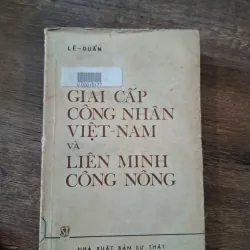 LÊ-DUẨN
GIAI CẤP
CÔNG NHÂN
VIỆT-NAM
VÀ
LIÊN MINH
CÔNG NÔNG
NHÀ XUẤT BẢN SỰ THẬT